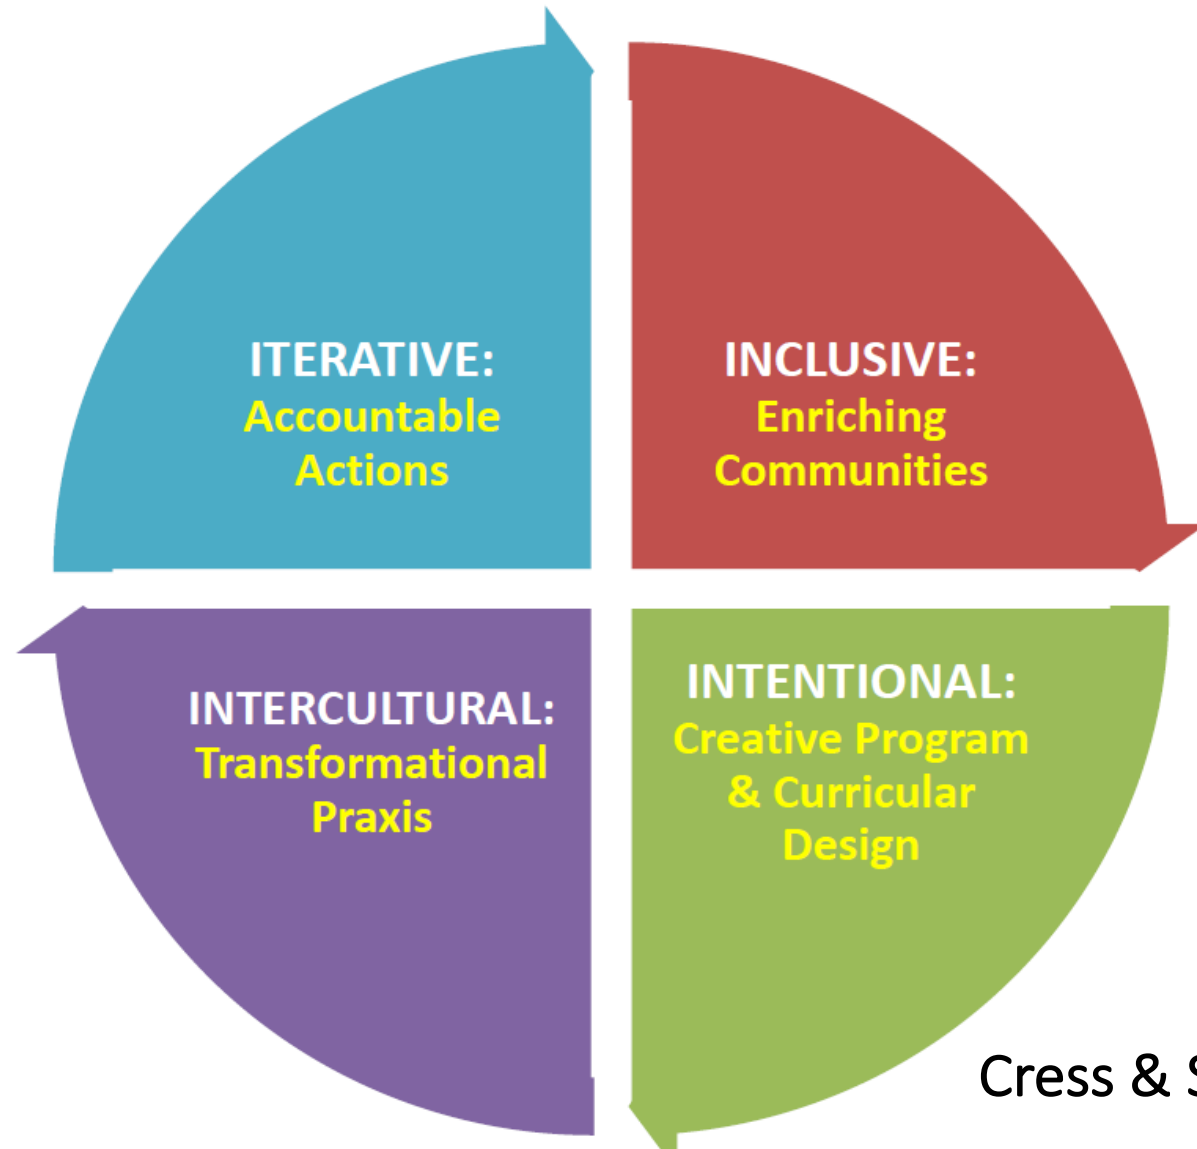 ITERATIVE:
Accountable
Actions
INCLUSIVE:
Enriching
Communities
INTERCULTURAL:
Transformational
Praxis
INTENTIONAL:
Creative Program
& Curricular
Design
Cress &